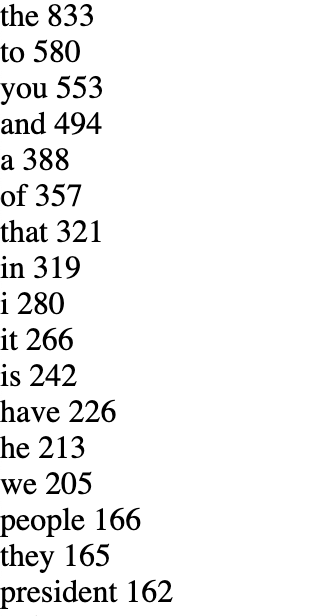 the 833
to 580
you 553
and 494
a 388
of 357
that 321
in 319
i 280
it 266
is 242
have 226
he 213
we 205
people 166
they 165
president 162